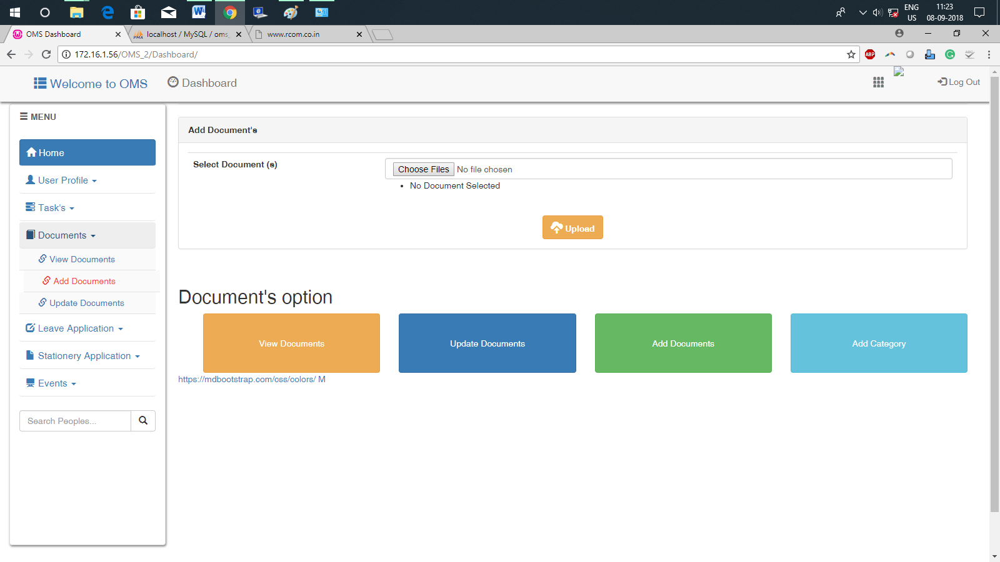 ENG
US
11:23
08-09-2018
OMS Dashboard
localhost / MySQL / oms_
www.rcom.co.in
172.16.1.56/OMS_2/Dashboard/
ABP
Welcome to OMS
Dashboard
Log Out
MENU
Home
User Profile
Task's
Documents
View Documents
Add Documents
Update Documents
Leave Application
Stationery Application
Events
Search Peoples...
Add Document's
Select Document (s)
Choose Files No file chosen
No Document Selected
Upload
Document's option
View Documents
Update Documents
Add Documents
Add Category
https://mdbootstrap.com/css/colors/ M